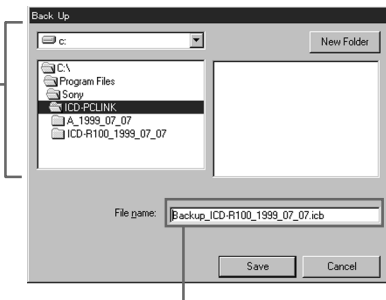 Back Up
c:
New Folder
C:\
Program Files
Sony
ICD-PCLINK
A_1999_07_07
ICD-R100_1999_07_07
File name:
Backup_ICD-R100_1999_07_07.icb
Save
Cancel